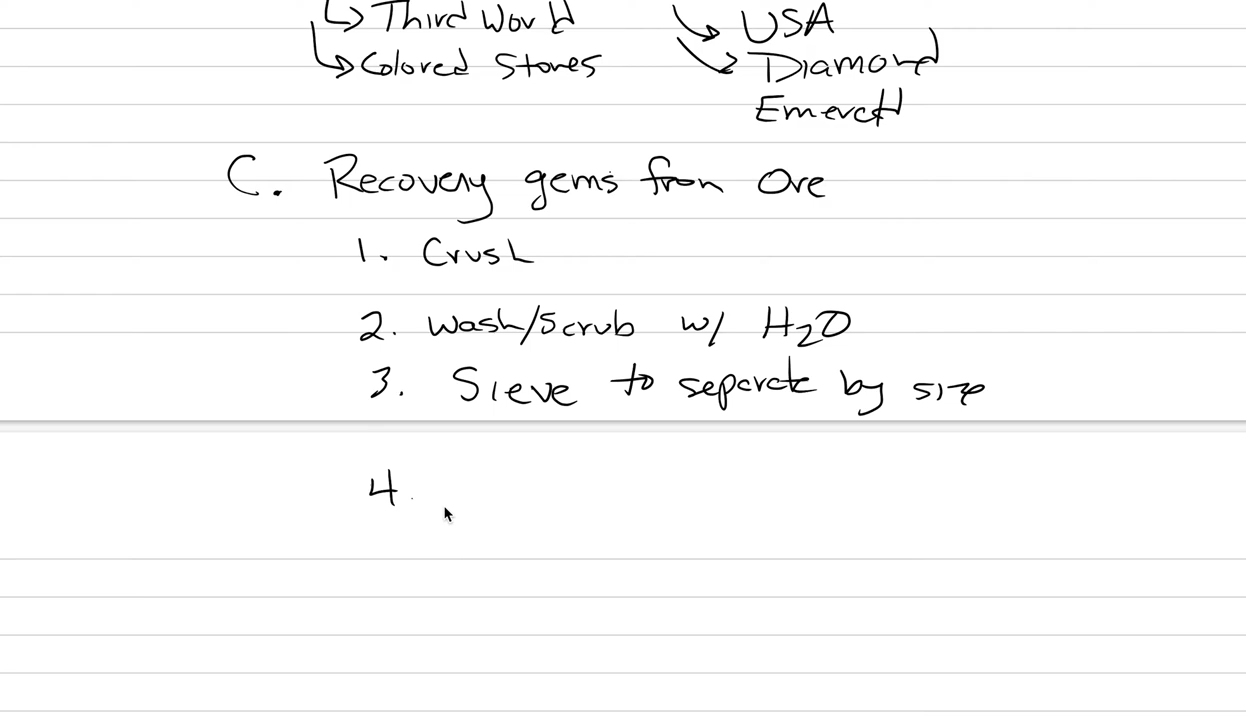 ↳ Third World
↳ Colored Stones
↘ USA
↘ Diamond
Emerald
C. Recovery gems from Ore
1. Crush
2. Wash/Scrub w/ H2O
3. Sieve to separate by size
4.